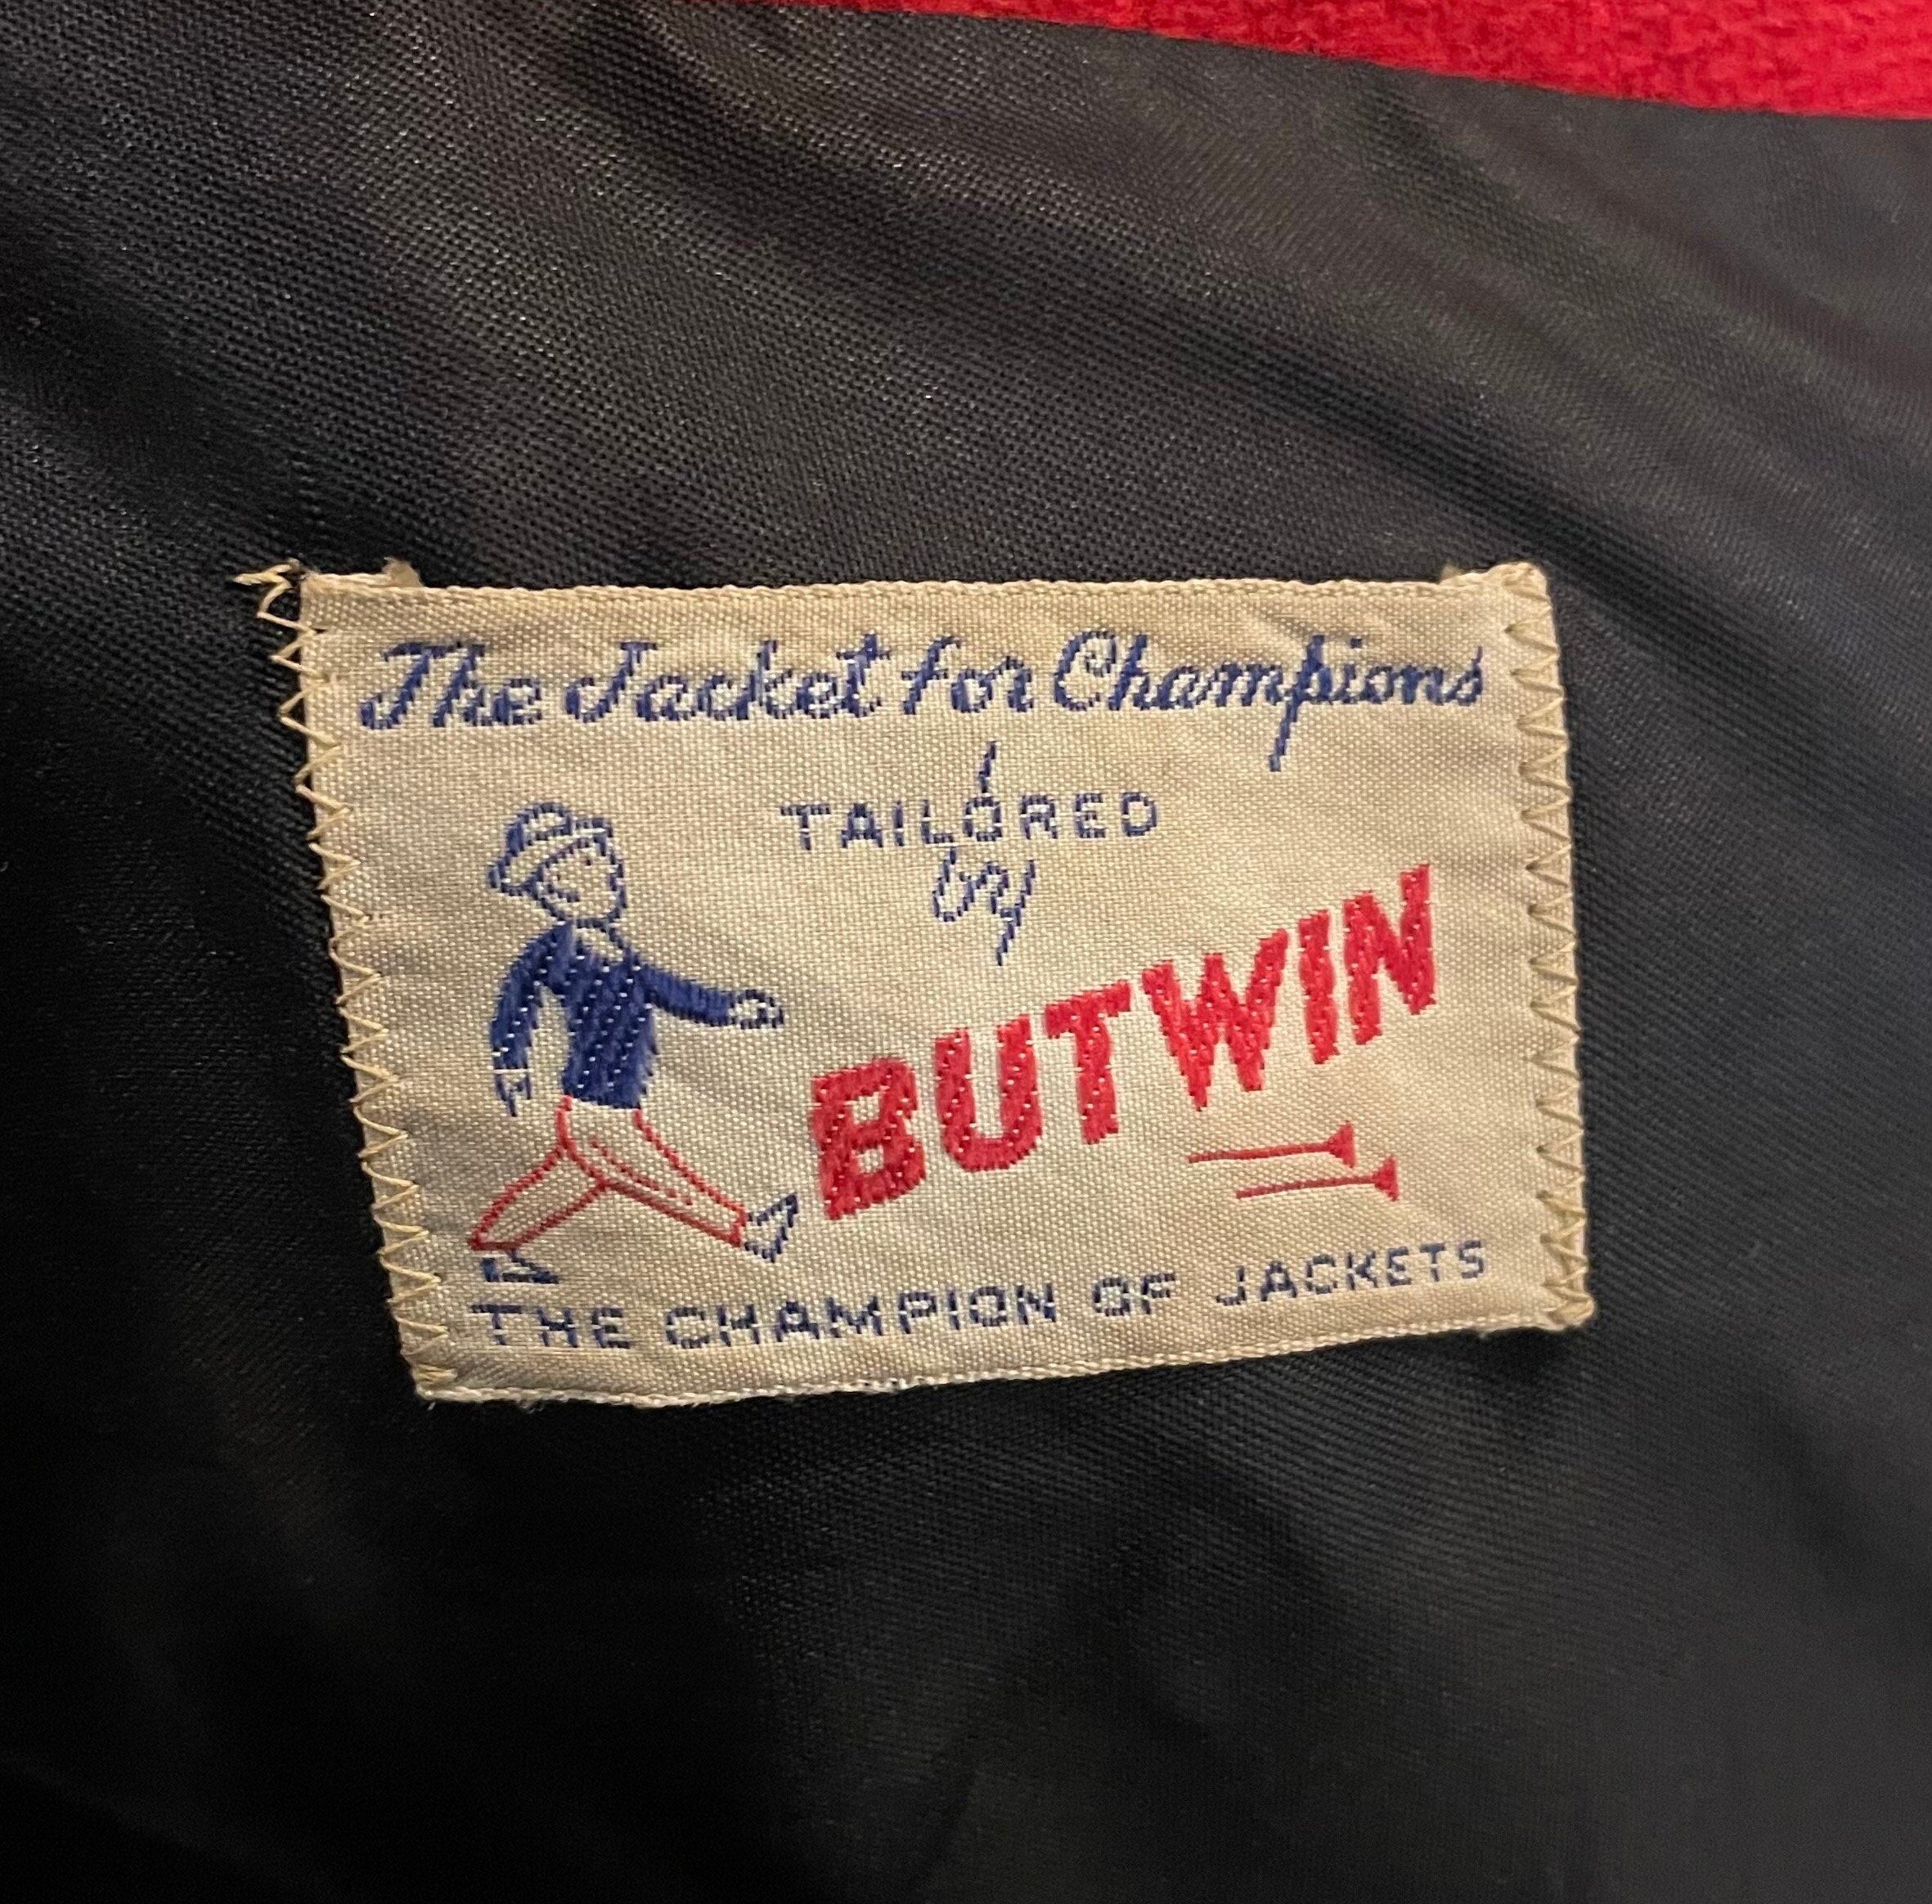 The Jacket for Champions
TAILORED
by
BUTWIN
THE CHAMPION OF JACKETS